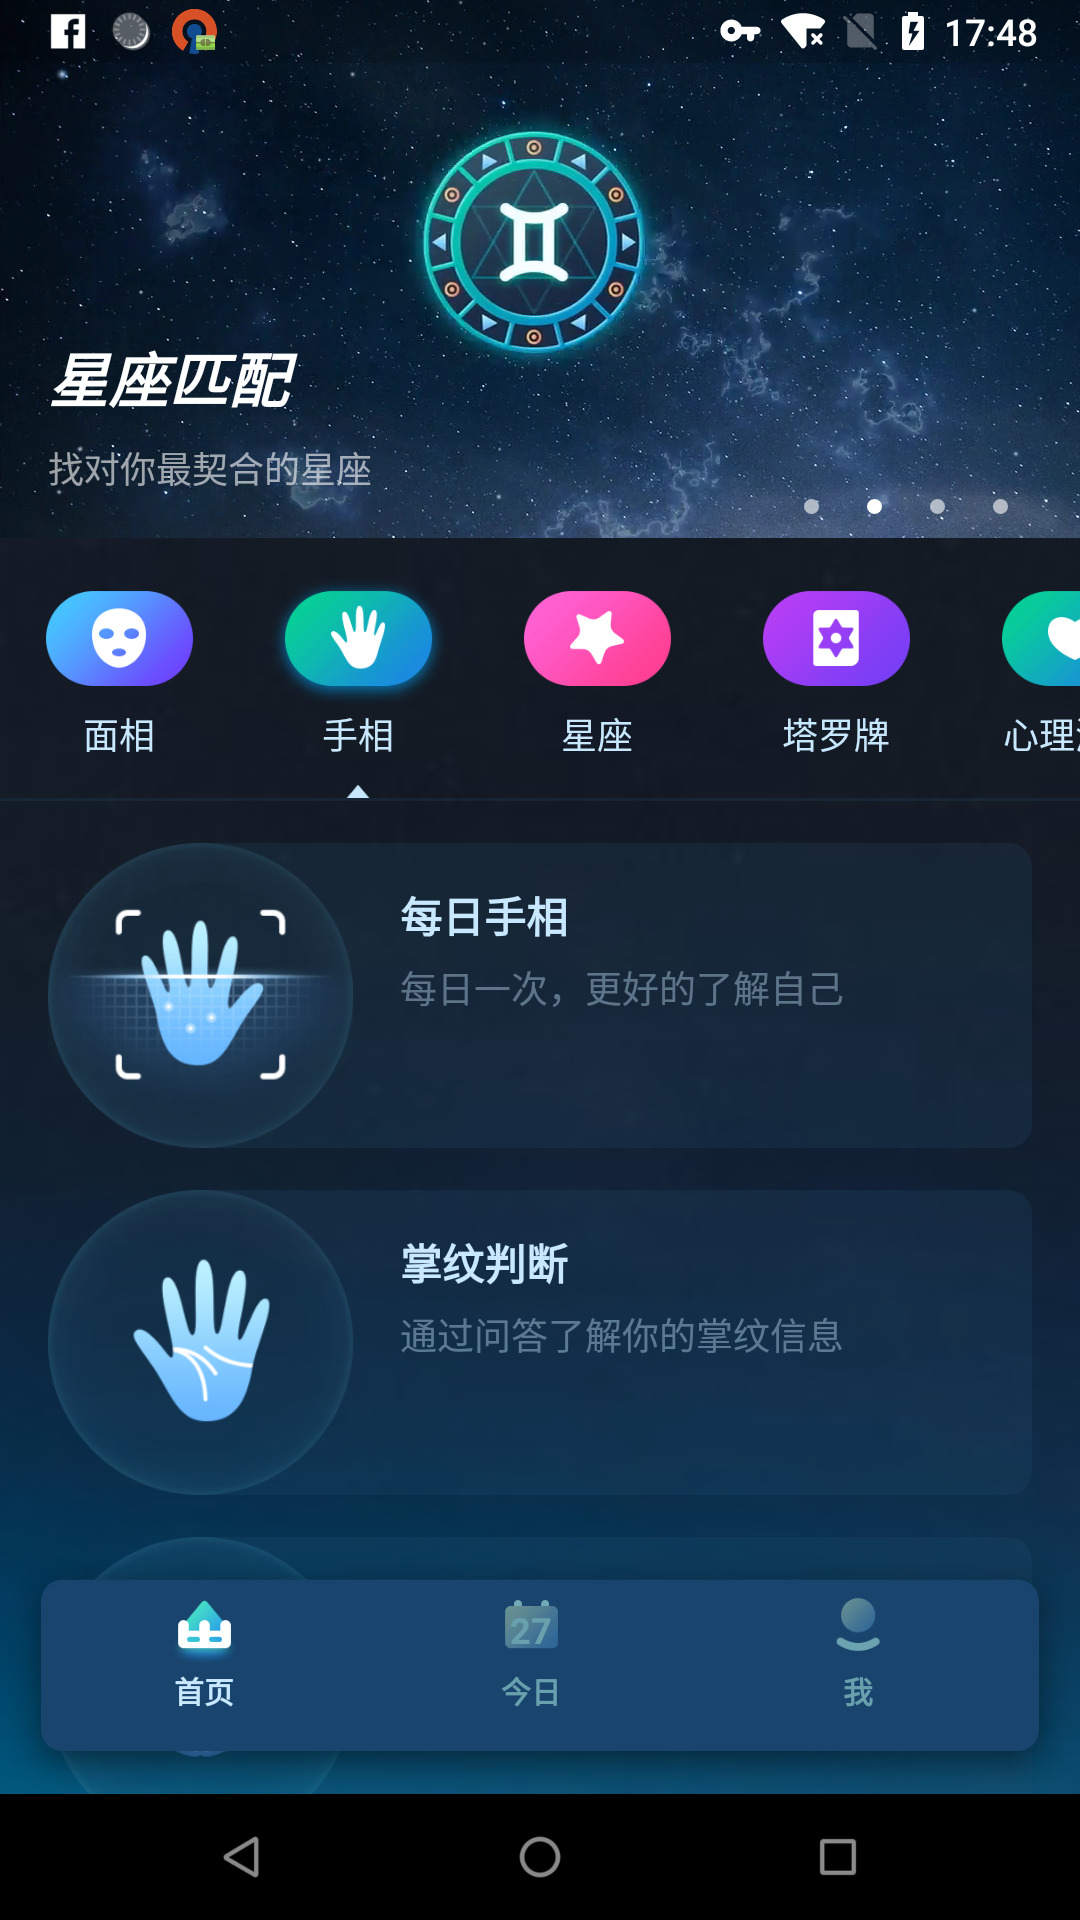 17:48
星座匹配
找对你最契合的星座
面相
手相
星座
塔罗牌
心理
每日手相
每日一次，更好的了解自己
掌纹判断
通过问答了解你的掌纹信息
27
首页
今日
我